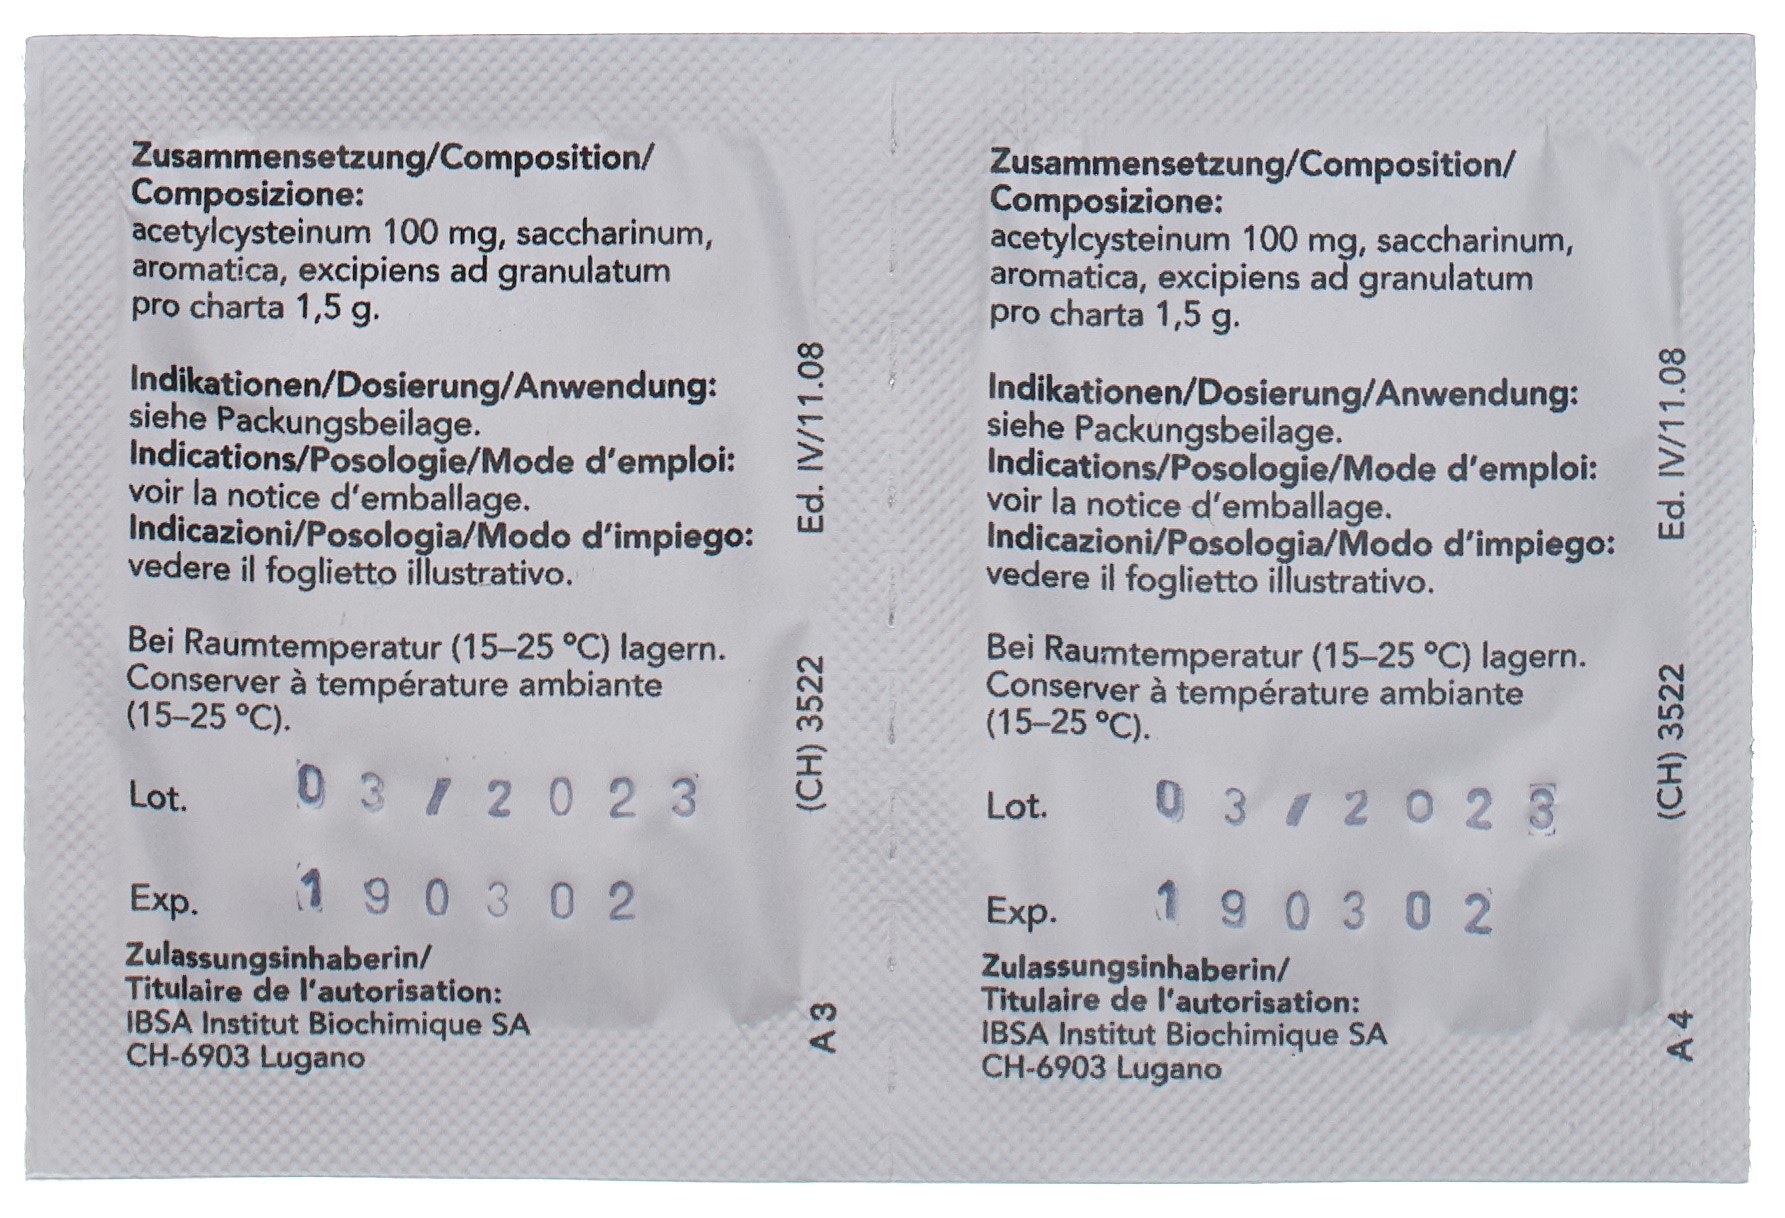 Zusammensetzung/Composition/
Composizione:
acetylcysteinum 100 mg, saccharinum,
aromatica, excipiens ad granulatum
pro charta 1,5 g.
Indikationen/Dosierung/Anwendung:
siehe Packungsbeilage.
Indications/Posologie/Mode d'emploi:
voir la notice d'emballage.
Indicazioni/Posologia/Modo d'impiego:
vedere il foglietto illustrativo.
Bei Raumtemperatur (15–25 °C) lagern.
Conserver à température ambiante
(15–25 °C).
Lot. 03/2023
Exp. 190302
Zulassungsinhaberin/
Titulaire de l'autorisation:
IBSA Institut Biochimique SA
CH-6903 Lugano
Ed. IV/11.08
(CH) 3522
A 3
Zusammensetzung/Composition/
Composizione:
acetylcysteinum 100 mg, saccharinum,
aromatica, excipiens ad granulatum
pro charta 1,5 g.
Indikationen/Dosierung/Anwendung:
siehe Packungsbeilage.
Indications/Posologie/Mode d'emploi:
voir la notice d'emballage.
Indicazioni/Posologia/Modo d'impiego:
vedere il foglietto illustrativo.
Bei Raumtemperatur (15–25 °C) lagern.
Conserver à température ambiante
(15–25 °C).
Lot. 03/2023
Exp. 190302
Zulassungsinhaberin/
Titulaire de l'autorisation:
IBSA Institut Biochimique SA
CH-6903 Lugano
Ed. IV/11.08
(CH) 3522
A 4